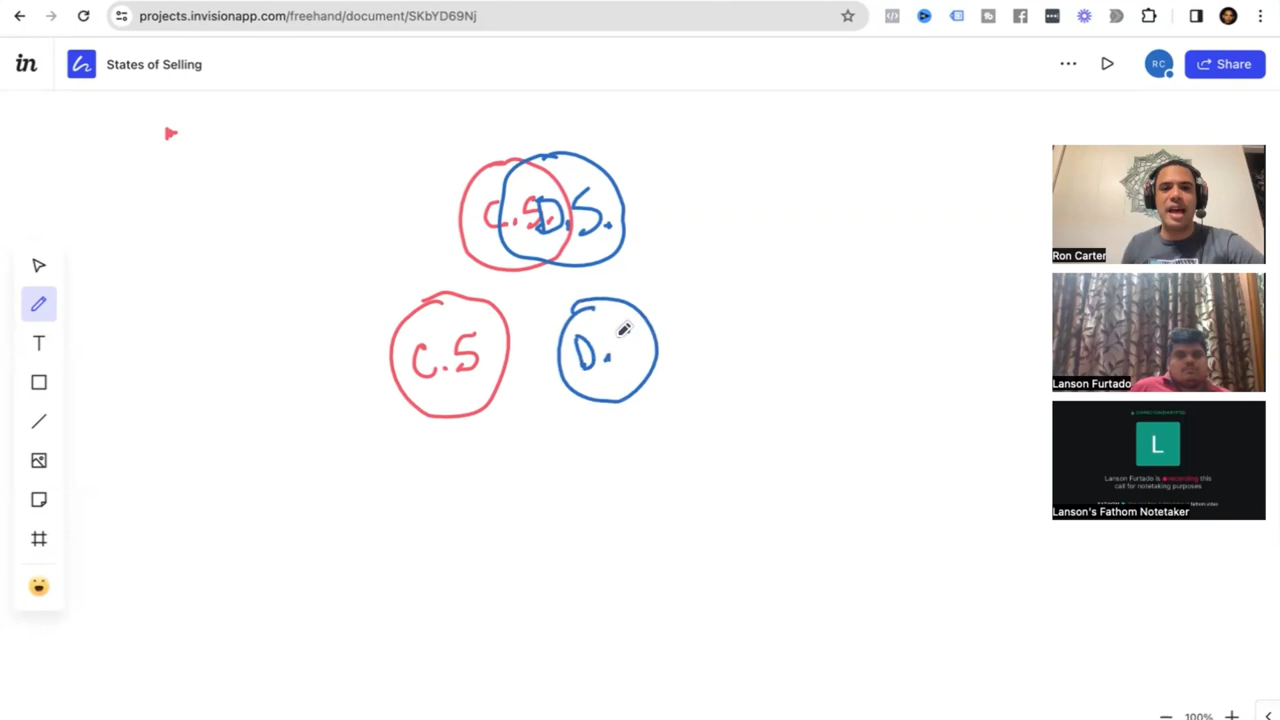 projects.invisionapp.com/freehand/document/SKbYD69Nj
in
States of Selling
RC
Share
C.S.
D.S.
C.S
D.
T
Ron Carter
Lanson Furtado
L
Lanson Furtado is recording this
call for notetaking purposes
Lanson's Fathom Notetaker
100%